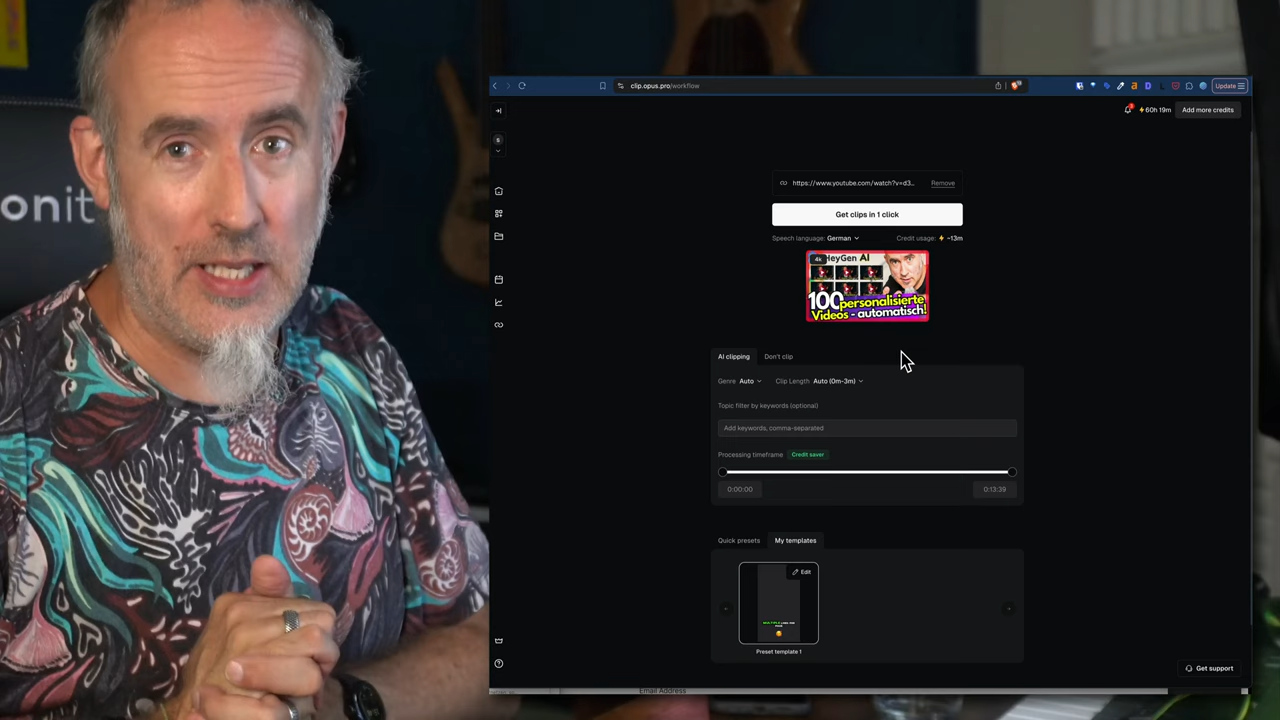 onit
clip.opus.pro/workflow
Update
60h 19m
Add more credits
S
https://www.youtube.com/watch?v=d3...
Remove
Get clips in 1 click
Speech language: German
Credit usage: ~13m
4k
HeyGen AI
100 personalisierte
Videos - automatisch!
AI clipping
Don't clip
Genre Auto
Clip Length Auto (0m-3m)
Topic filter by keywords (optional)
Add keywords, comma-separated
Processing timeframe
Credit saver
0:00:00
0:13:39
Quick presets
My templates
Edit
MULTIPLE
Preset template 1
Get support
Email Address